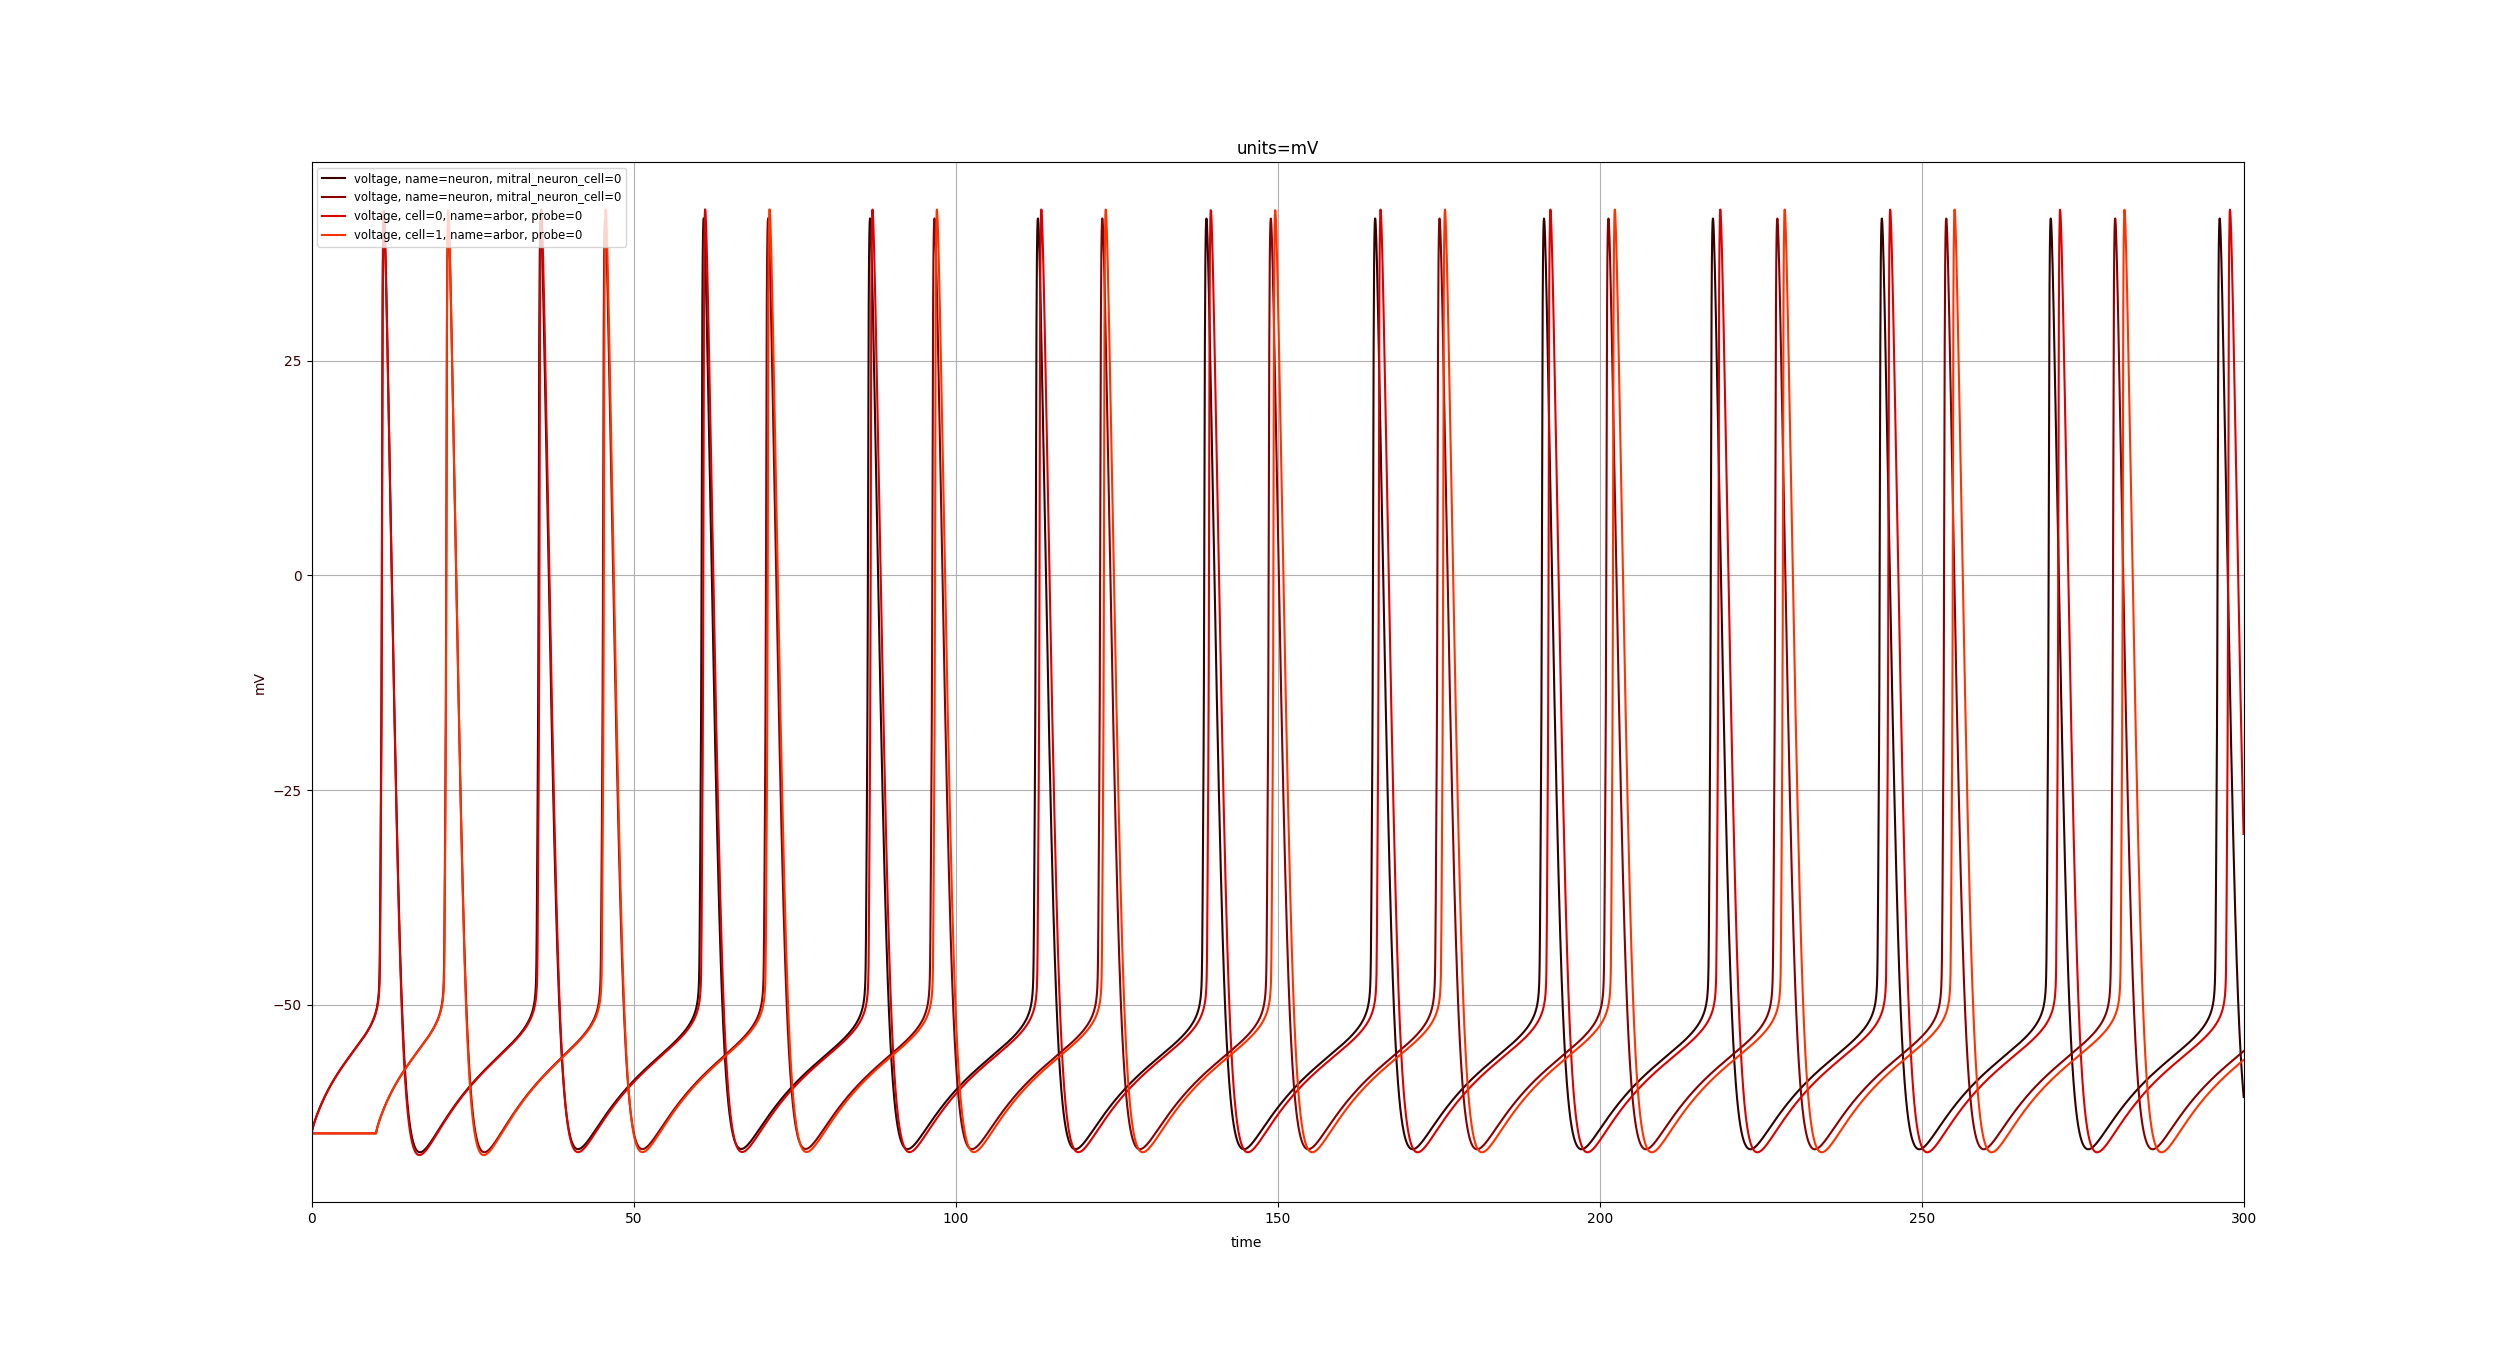 units=mV
voltage, name=neuron, mitral_neuron_cell=0
voltage, name=neuron, mitral_neuron_cell=0
voltage, cell=0, name=arbor, probe=0
voltage, cell=1, name=arbor, probe=0
25
0
−25
−50
mV
0 50 100 150 200 250 300
time